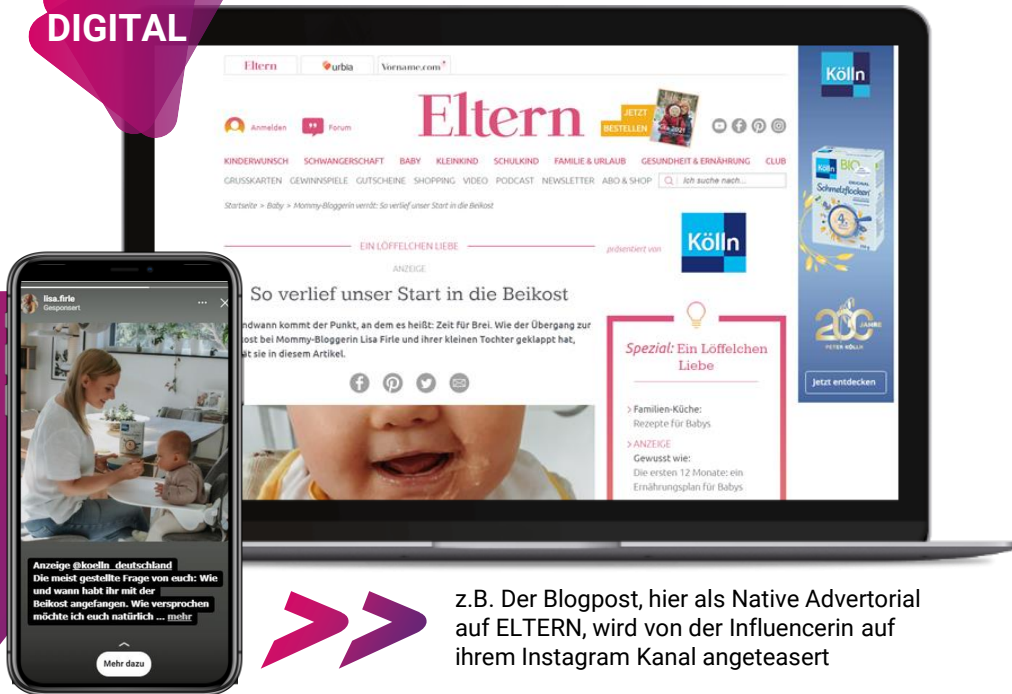 DIGITAL
Eltern
urbia
Vorname.com
Anmelden
Forum
Eltern
JETZT
BESTELLEN
KINDERWUNSCH SCHWANGERSCHAFT BABY KLEINKIND SCHULKIND FAMILIE & URLAUB GESUNDHEIT & ERNÄHRUNG CLUB
GRUSSKARTEN GEWINNSPIELE GUTSCHEINE SHOPPING VIDEO PODCAST NEWSLETTER ABO & SHOP Ich suche nach...
Startseite > Baby > Mommy-Bloggerin verrät: So verlief unser Start in die Beikost
EIN LÖFFELCHEN LIEBE
präsentiert von
Kölln
ANZEIGE
So verlief unser Start in die Beikost
ndwann kommt der Punkt, an dem es heißt: Zeit für Brei. Wie der Übergang zur
ost bei Mommy-Bloggerin Lisa Firle und ihrer kleinen Tochter geklappt hat,
ät sie in diesem Artikel.
Spezial: Ein Löffelchen
Liebe
> Familien-Küche:
Rezepte für Babys
> ANZEIGE
Gewusst wie:
Die ersten 12 Monate: ein
Ernährungsplan für Babys
Kölln
Kölln BIO
ORIGINAL
Schmelzflocken
4.
200 JAHRE
PETER KÖLLN
Jetzt entdecken
lisa.firle
Gesponsert
Anzeige @koelln_deutschland
Die meist gestellte Frage von euch: Wie
und wann habt ihr mit der
Beikost angefangen. Wie versprochen
möchte ich euch natürlich ... mehr
Mehr dazu
z.B. Der Blogpost, hier als Native Advertorial
auf ELTERN, wird von der Influencerin auf
ihrem Instagram Kanal angeteasert